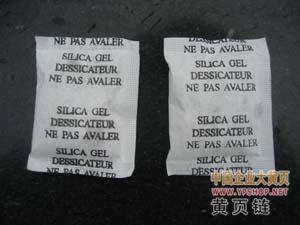 NE PAS AVALER
SILICA GEL
DESSICATEUR
NE PAS AVALER
SILICA GEL
DESSICATEUR
NE PAS AVALER
SILICA GEL
DESSICATEUR
DESSICATEUR
NE PAS AVALER
SILICA GEL
DESSICATEUR
NE PAS AVALER
SILICA GEL
DESSICATEUR
NE PAS AVALER
SILICA GEL
中国企业大黄页
www.YPSHOP.NET
黄页链